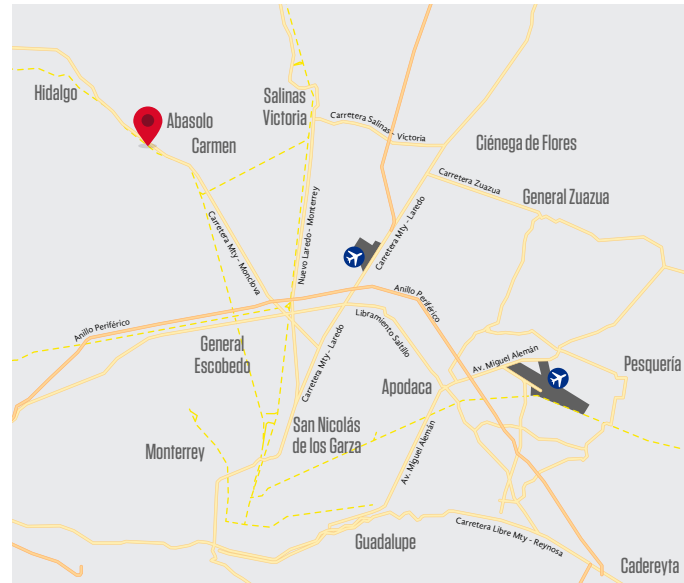 Hidalgo
Abasolo
Carmen
Salinas
Victoria
Carretera Salinas - Victoria
Ciénega de Flores
Carretera Zuazua
General Zuazua
Carretera Mty - Monclova
Nuevo Laredo - Monterrey
Carretera Mty - Laredo
Anillo Periférico
Anillo Periférico
Libramiento Saltillo
General
Escobedo
Carretera Mty - Laredo
Av. Miguel Alemán
Pesquería
Apodaca
San Nicolás
de los Garza
Monterrey
Av. Miguel Alemán
Guadalupe
Carretera Libre Mty - Reynosa
Cadereyta